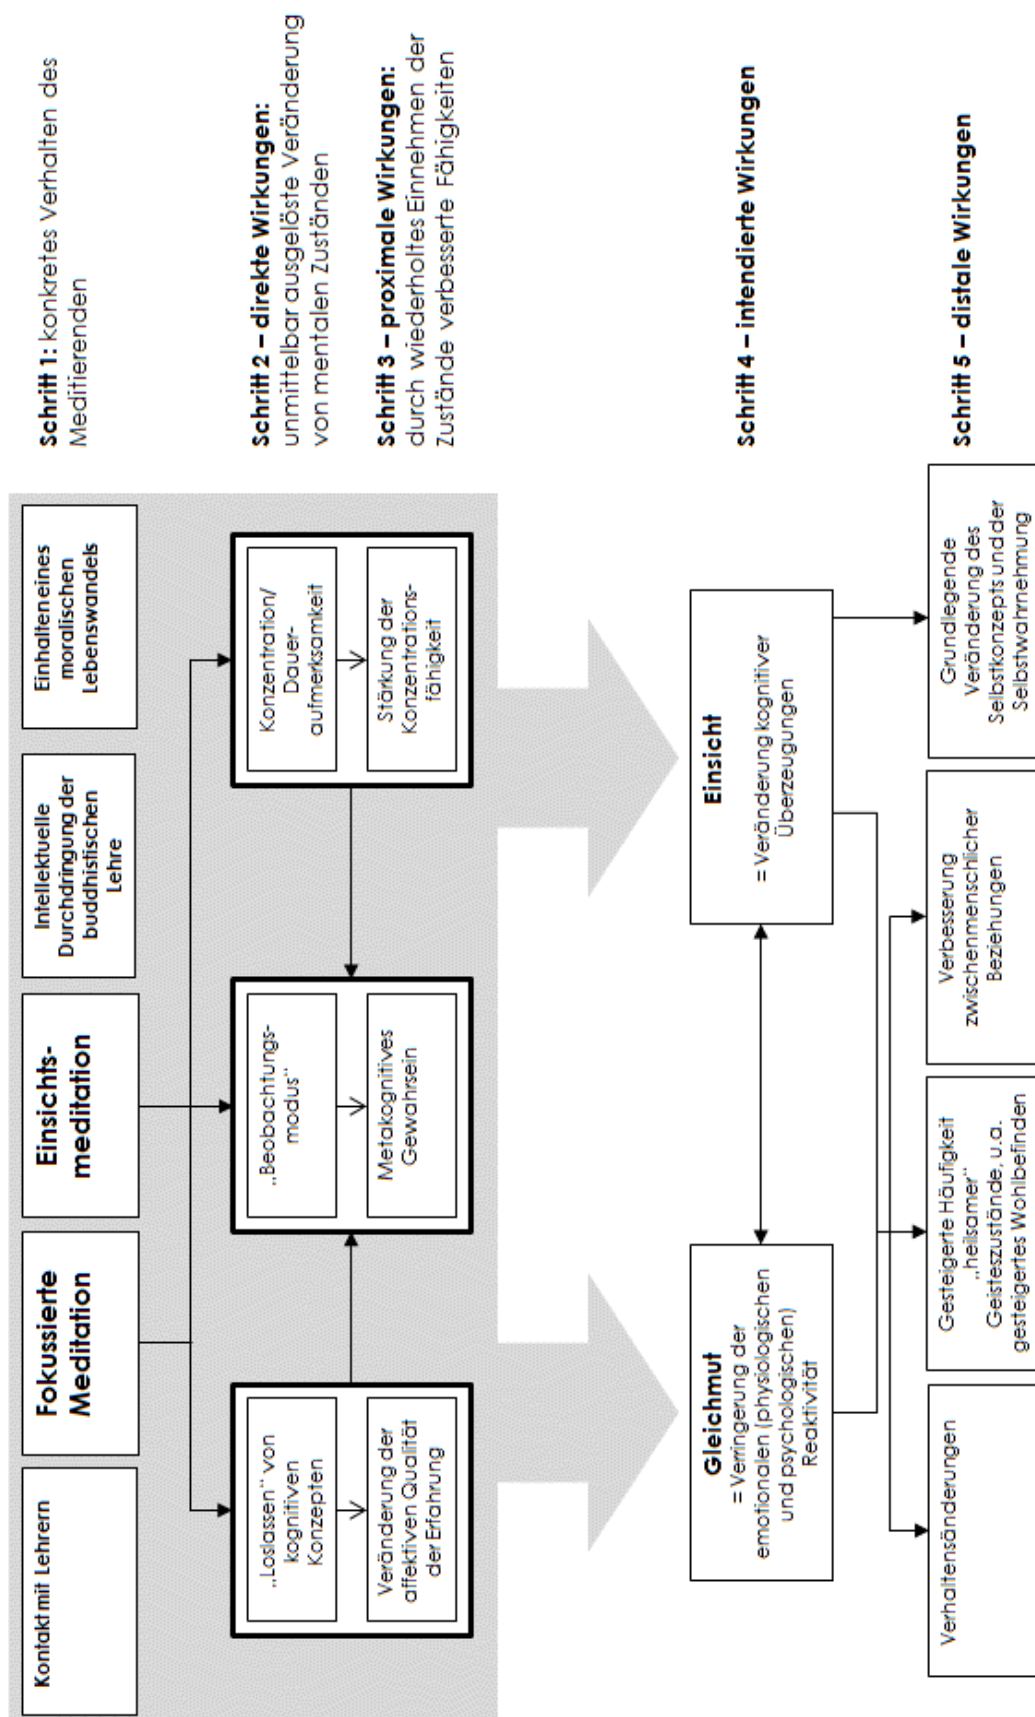 Kontakt mit Lehrern
Fokussierte
Meditation
Einsichts-
meditation
Intellektuelle
Durchdringung der
buddhistischen
Lehre
Einhalten eines
moralischen
Lebenswandels
Schritt 1: konkretes Verhalten des
Meditierenden
„Loslassen" von
kognitiven
Konzepten
Veränderung der
affektiven Qualität
der Erfahrung
„Beobachtungs-
modus"
Metakognitives
Gewahrsein
Konzentration/
Dauer-
aufmerksamkeit
Stärkung der
Konzentrations-
fähigkeit
Schritt 2 – direkte Wirkungen:
unmittelbar ausgelöste Veränderung
von mentalen Zuständen
Schritt 3 – proximale Wirkungen:
durch wiederholtes Einnehmen der
Zustände verbesserte Fähigkeiten
Gleichmut
= Verringerung der
emotionalen (physiologischen
und psychologischen)
Reaktivität
Einsicht
= Veränderung kognitiver
Überzeugungen
Schritt 4 – intendierte Wirkungen
Verhaltensänderungen
Gesteigerte Häufigkeit
„heilsamer"
Geisteszustände, u.a.
gesteigertes Wohlbefinden
Verbesserung
zwischenmenschlicher
Beziehungen
Grundlegende
Veränderung des
Selbstkonzepts und der
Selbstwahrnehmung
Schritt 5 – distale Wirkungen